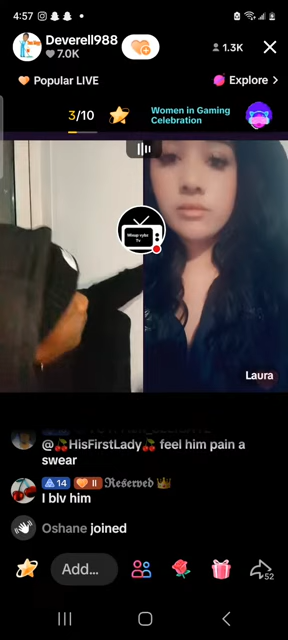 4:57
Deverell988
7.0K
1.3K
Popular LIVE
Explore >
3/10
Women in Gaming
Celebration
Laura
@🍒HisFirstLady🍒 feel him pain a
swear
14 II 𝕽𝖊𝖘𝖊𝖗𝖛𝖊𝖉 👑
I blv him
Oshane joined
Add...
52